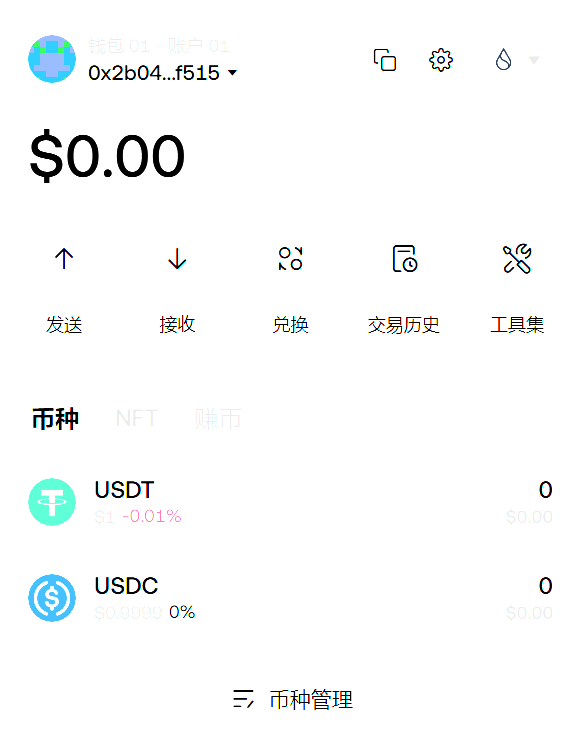 钱包 01 · 账户 01
0x2b04...f515
$0.00
发送 接收 兑换 交易历史 工具集
币种 NFT 赚币
USDT 0
$1 -0.01% $0.00
USDC 0
$0.9999 0% $0.00
币种管理